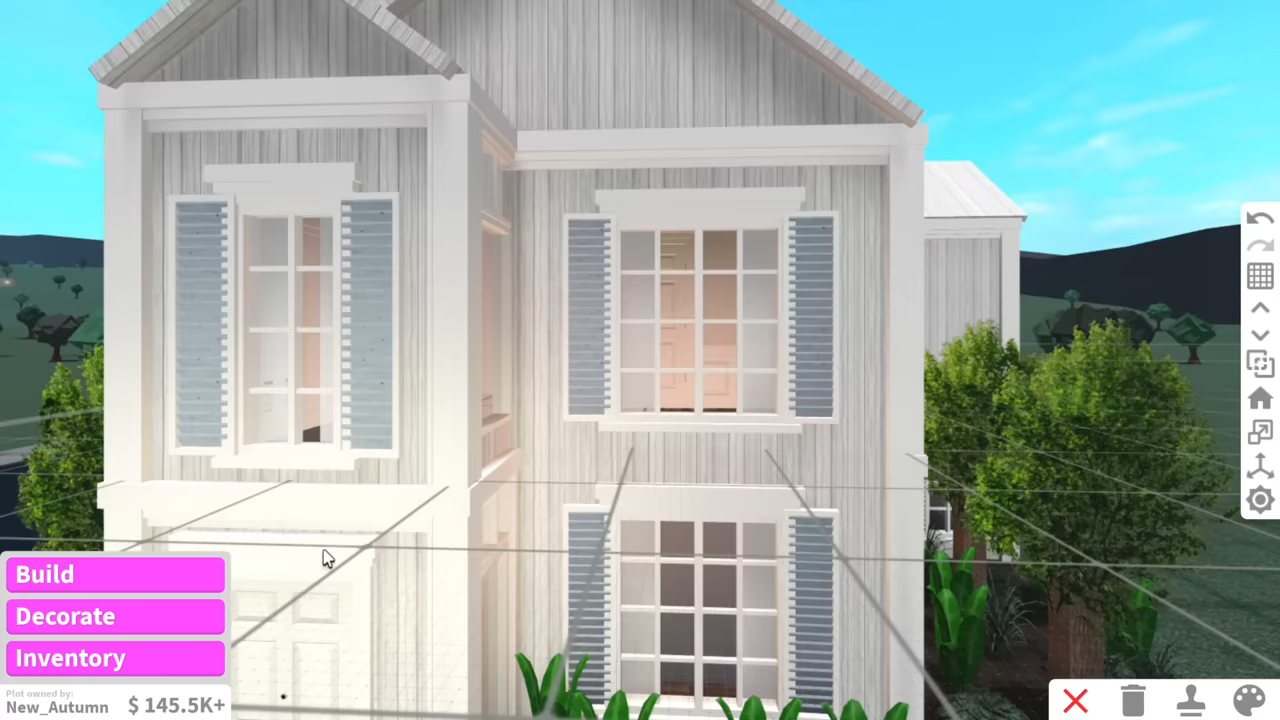 Build
Decorate
Inventory
Plot owned by:
New_Autumn
$ 145.5K+